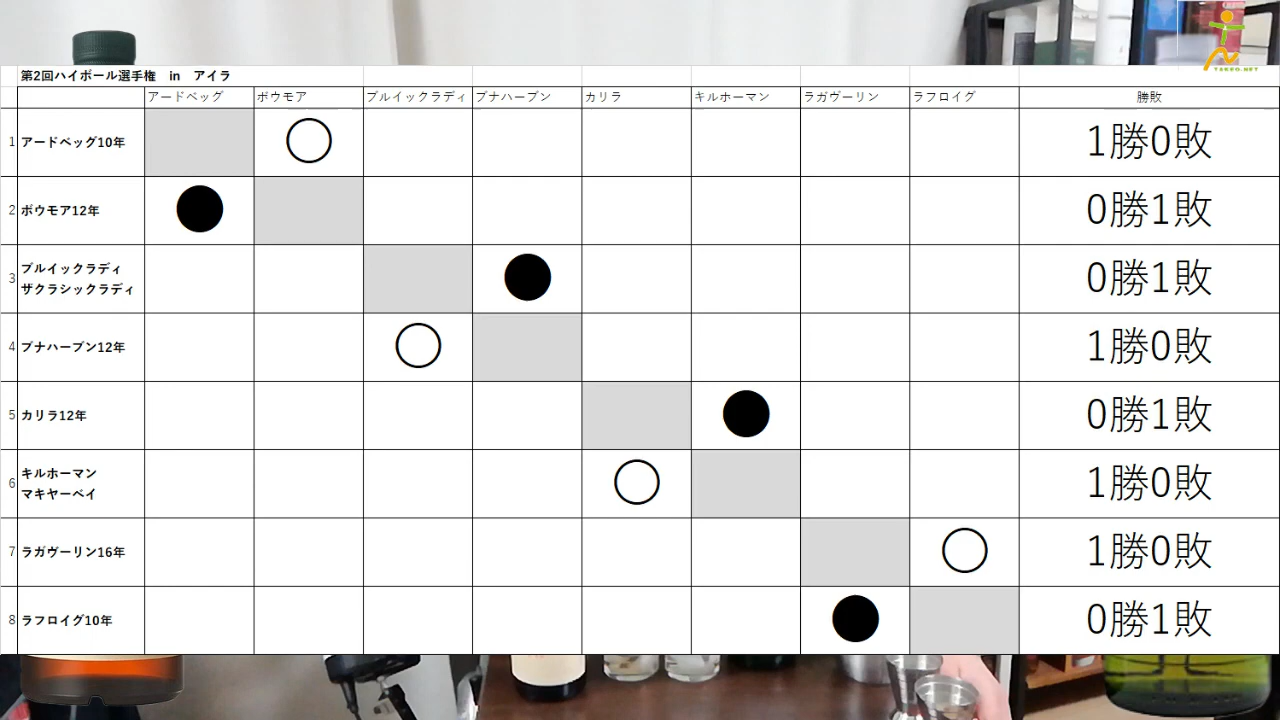 第2回ハイボール選手権 in アイラ
アードベッグ ボウモア ブルイックラディ ブナハーブン カリラ キルホーマン ラガヴーリン ラフロイグ 勝敗
1 アードベッグ10年 ○ 1勝0敗
2 ボウモア12年 ● 0勝1敗
3 ブルイックラディ
ザクラシックラディ ● 0勝1敗
4 ブナハーブン12年 ○ 1勝0敗
5 カリラ12年 ● 0勝1敗
6 キルホーマン
マキヤーベイ ○ 1勝0敗
7 ラガヴーリン16年 ○ 1勝0敗
8 ラフロイグ10年 ● 0勝1敗
TAKEO.NET